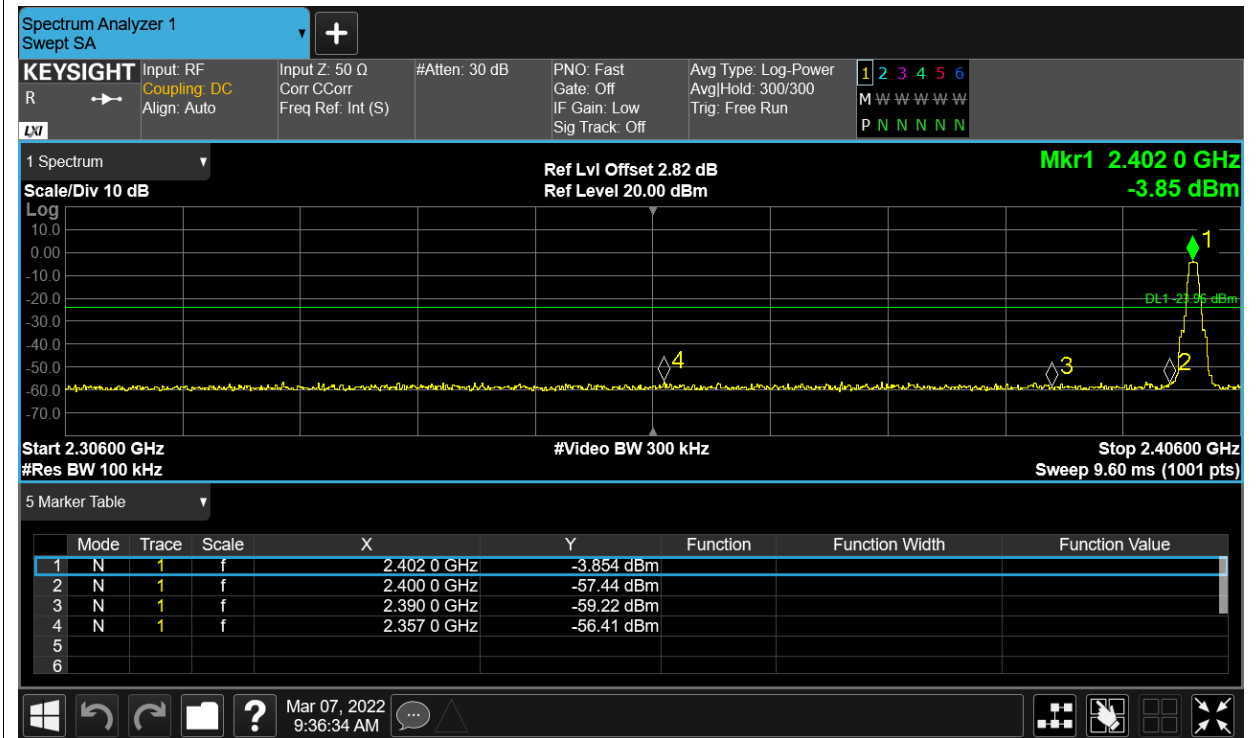 Spectrum Analyzer 1
Swept SA
+
KEYSIGHT Input: RF Input Z: 50 Ω #Atten: 30 dB PNO: Fast Avg Type: Log-Power 1 2 3 4 5 6
R Coupling: DC Corr CCorr Gate: Off Avg|Hold: 300/300 M W W W W W W
Align: Auto Freq Ref: Int (S) IF Gain: Low Trig: Free Run
LXI Sig Track: Off P N N N N N N
1 Spectrum Ref Lvl Offset 2.82 dB Mkr1 2.402 0 GHz
Scale/Div 10 dB Ref Level 20.00 dBm -3.85 dBm
Log
10.0
1
0.00
-10.0
-20.0 DL1 -23.95 dBm
-30.0
-40.0
-50.0 4 3 2
-60.0
-70.0
Start 2.30600 GHz #Video BW 300 kHz Stop 2.40600 GHz
#Res BW 100 kHz Sweep 9.60 ms (1001 pts)
5 Marker Table
Mode Trace Scale X Y Function Function Width Function Value
1 N 1 f 2.402 0 GHz -3.854 dBm
2 N 1 f 2.400 0 GHz -57.44 dBm
3 N 1 f 2.390 0 GHz -59.22 dBm
4 N 1 f 2.357 0 GHz -56.41 dBm
5
6
? Mar 07, 2022
9:36:34 AM